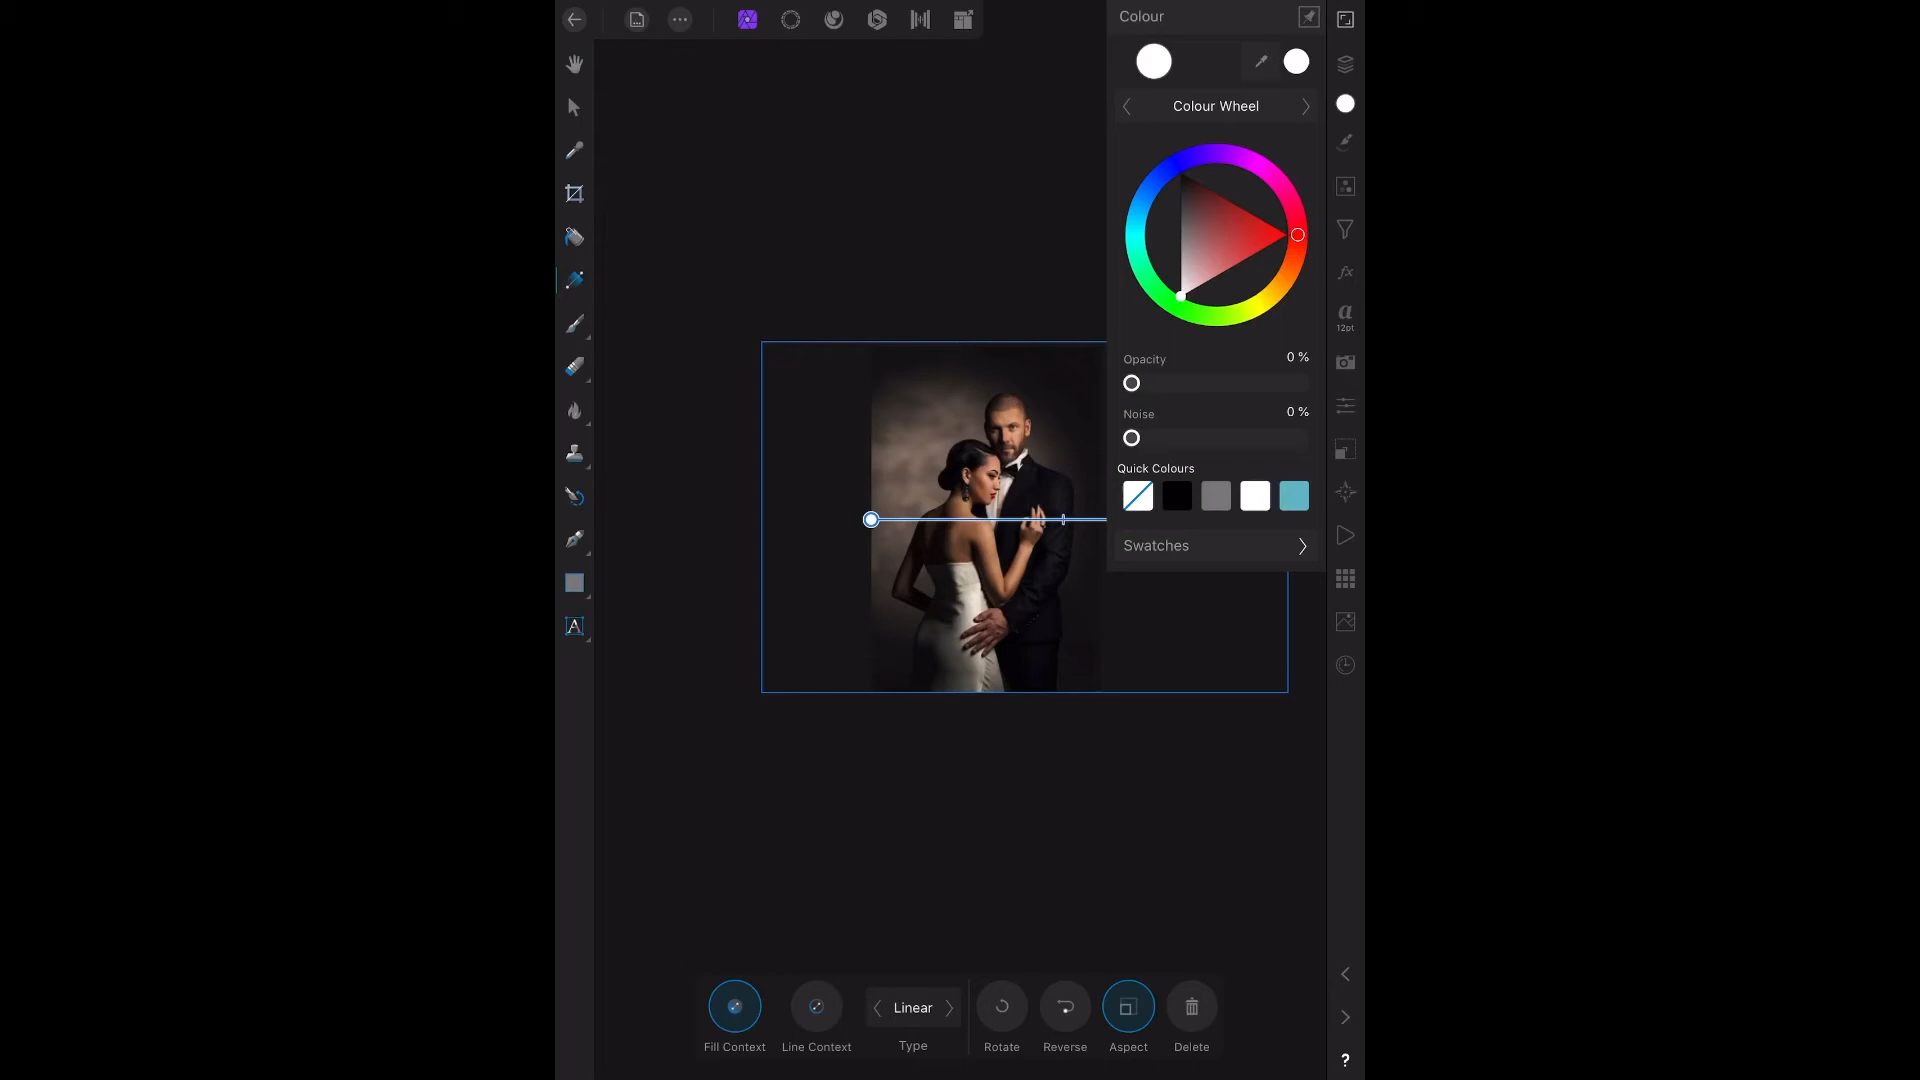 Colour
Colour Wheel
Opacity 0 %
Noise 0 %
Quick Colours
Swatches
a
12pt
A
Linear
Fill Context Line Context Type Rotate Reverse Aspect Delete
?